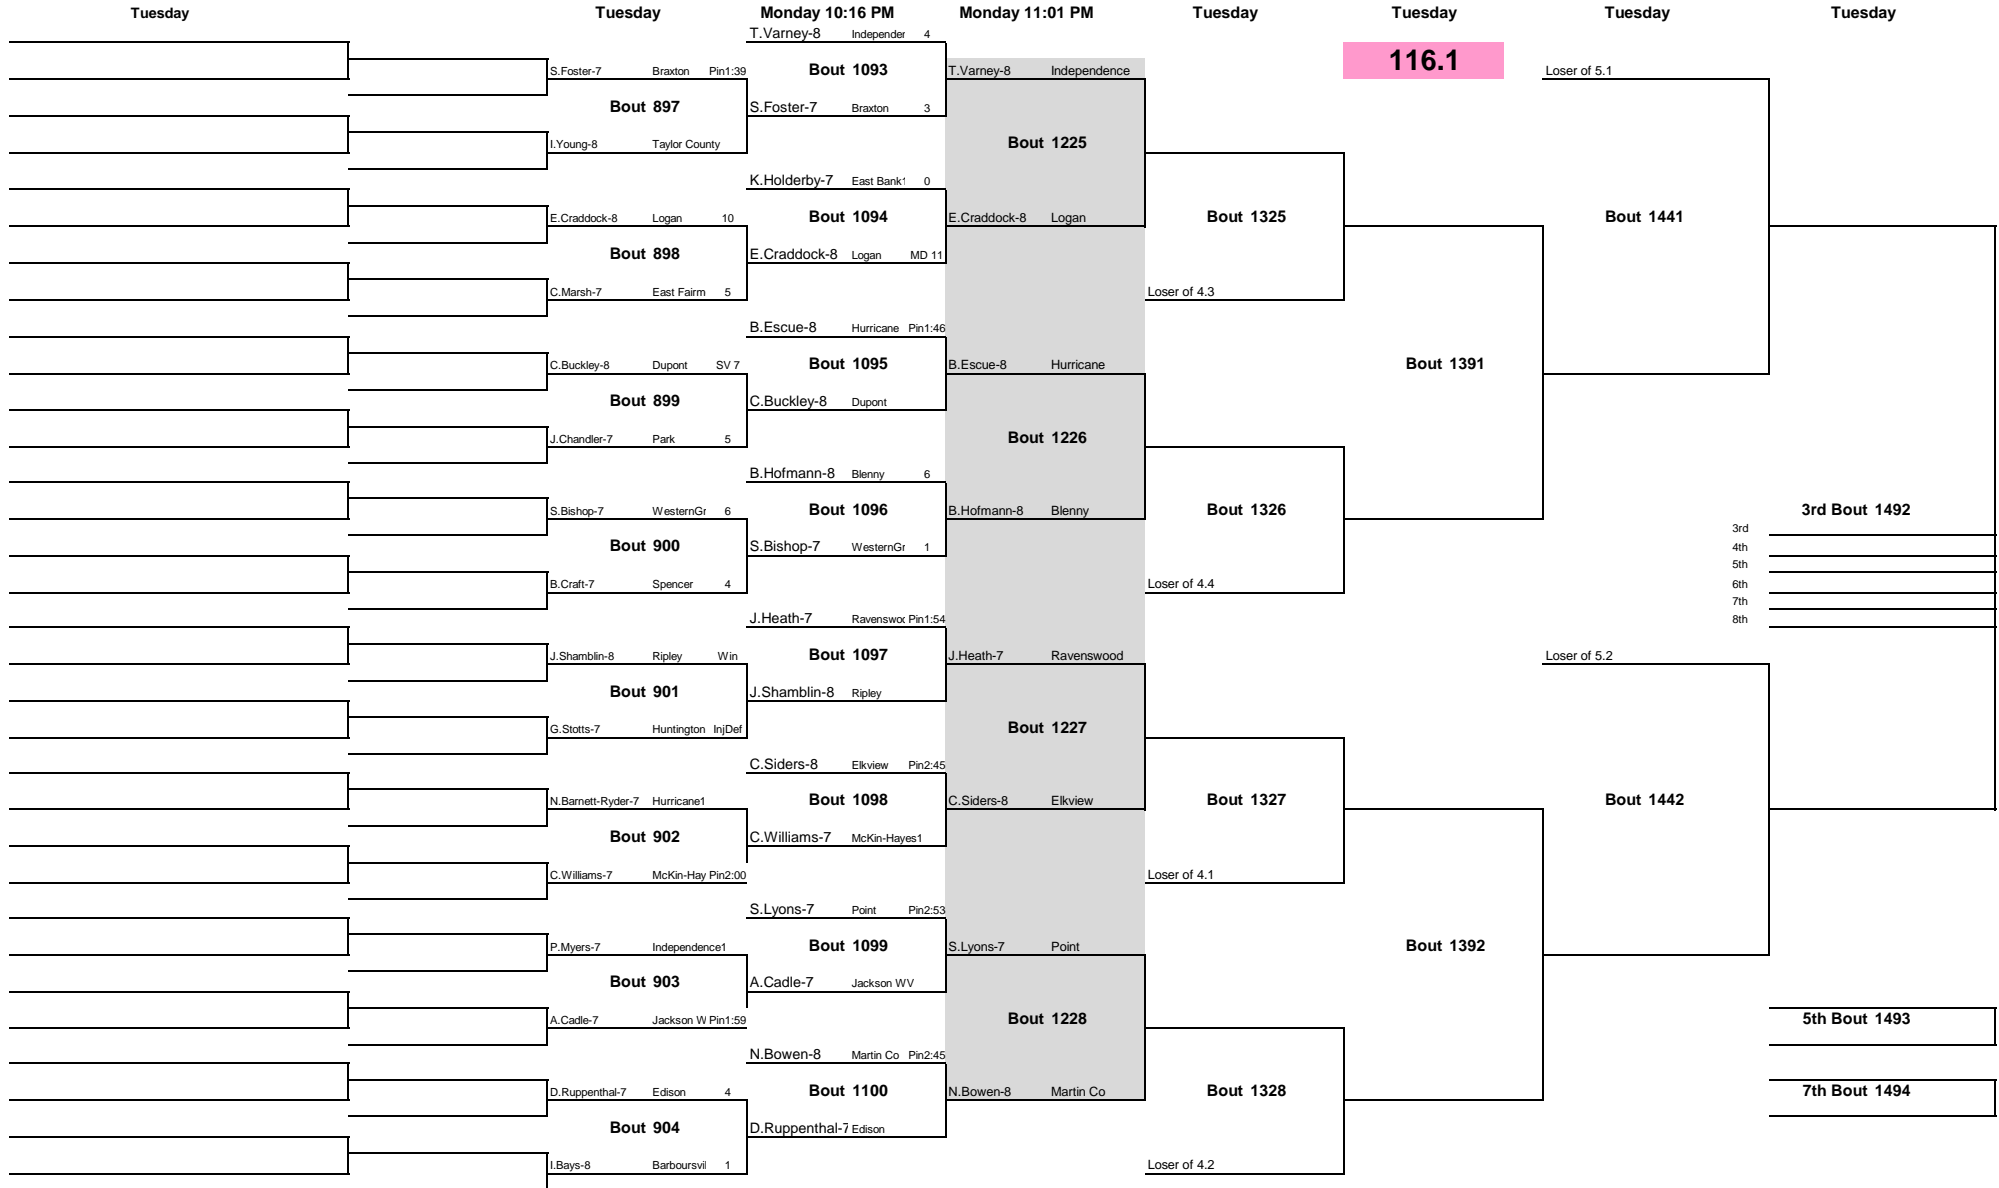 Tuesday Tuesday Monday 10:16 PM Monday 11:01 PM Tuesday Tuesday Tuesday Tuesday
T.Varney-8 Independer 4
116.1
S.Foster-7 Braxton Pin1:39 Bout 1093 T.Varney-8 Independence Loser of 5.1
Bout 897 S.Foster-7 Braxton 3
I.Young-8 Taylor County Bout 1225
K.Holderby-7 East Bank1 0
E.Craddock-8 Logan 10 Bout 1094 E.Craddock-8 Logan Bout 1325 Bout 1441
Bout 898 E.Craddock-8 Logan MD 11
C.Marsh-7 East Fairm 5 Loser of 4.3
B.Escue-8 Hurricane Pin1:46
C.Buckley-8 Dupont SV 7 Bout 1095 B.Escue-8 Hurricane Bout 1391
Bout 899 C.Buckley-8 Dupont
J.Chandler-7 Park 5 Bout 1226
B.Hofmann-8 Blenny 6
S.Bishop-7 WesternGr 6 Bout 1096 B.Hofmann-8 Blenny Bout 1326 3rd Bout 1492
3rd
Bout 900 S.Bishop-7 WesternGr 1 4th
5th
B.Craft-7 Spencer 4 Loser of 4.4 6th
7th
J.Heath-7 Ravenswo Pin1:54 8th
J.Shamblin-8 Ripley Win Bout 1097 J.Heath-7 Ravenswood Loser of 5.2
Bout 901 J.Shamblin-8 Ripley
G.Stotts-7 Huntington InjDef Bout 1227
C.Siders-8 Elkview Pin2:45
N.Barnett-Ryder-7 Hurricane1 Bout 1098 C.Siders-8 Elkview Bout 1327 Bout 1442
Bout 902 C.Williams-7 McKin-Hayes1
C.Williams-7 McKin-Hay Pin2:00 Loser of 4.1
S.Lyons-7 Point Pin2:53
P.Myers-7 Independence1 Bout 1099 S.Lyons-7 Point Bout 1392
Bout 903 A.Cadle-7 Jackson WV
A.Cadle-7 Jackson W Pin1:59 Bout 1228 5th Bout 1493
N.Bowen-8 Martin Co Pin2:45
D.Ruppenthal-7 Edison 4 Bout 1100 N.Bowen-8 Martin Co Bout 1328 7th Bout 1494
Bout 904 D.Ruppenthal-7 Edison
I.Bays-8 Barboursvil 1 Loser of 4.2